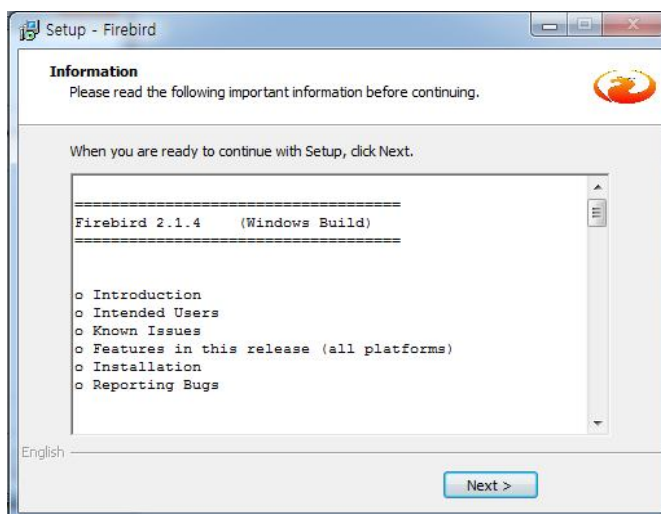 Setup - Firebird
Information
Please read the following important information before continuing.
When you are ready to continue with Setup, click Next.
=====================================
Firebird 2.1.4    (Windows Build)
=====================================
o Introduction
o Intended Users
o Known Issues
o Features in this release (all platforms)
o Installation
o Reporting Bugs
English
Next >